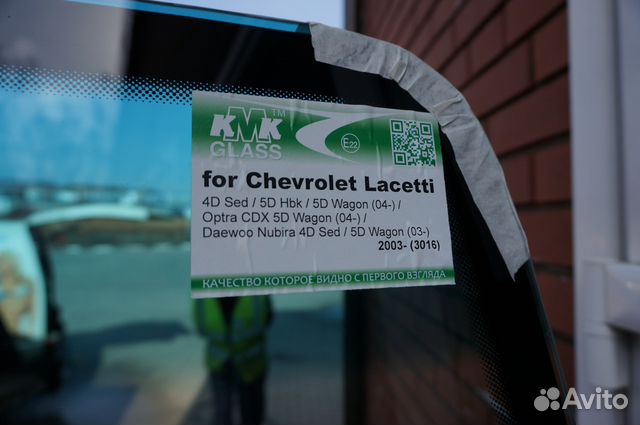 KMK™
GLASS
E22
for Chevrolet Lacetti
4D Sed / 5D Hbk / 5D Wagon (04-) /
Optra CDX 5D Wagon (04-) /
Daewoo Nubira 4D Sed / 5D Wagon (03-)
2003- (3016)
КАЧЕСТВО КОТОРОЕ ВИДНО С ПЕРВОГО ВЗГЛЯДА
Avito